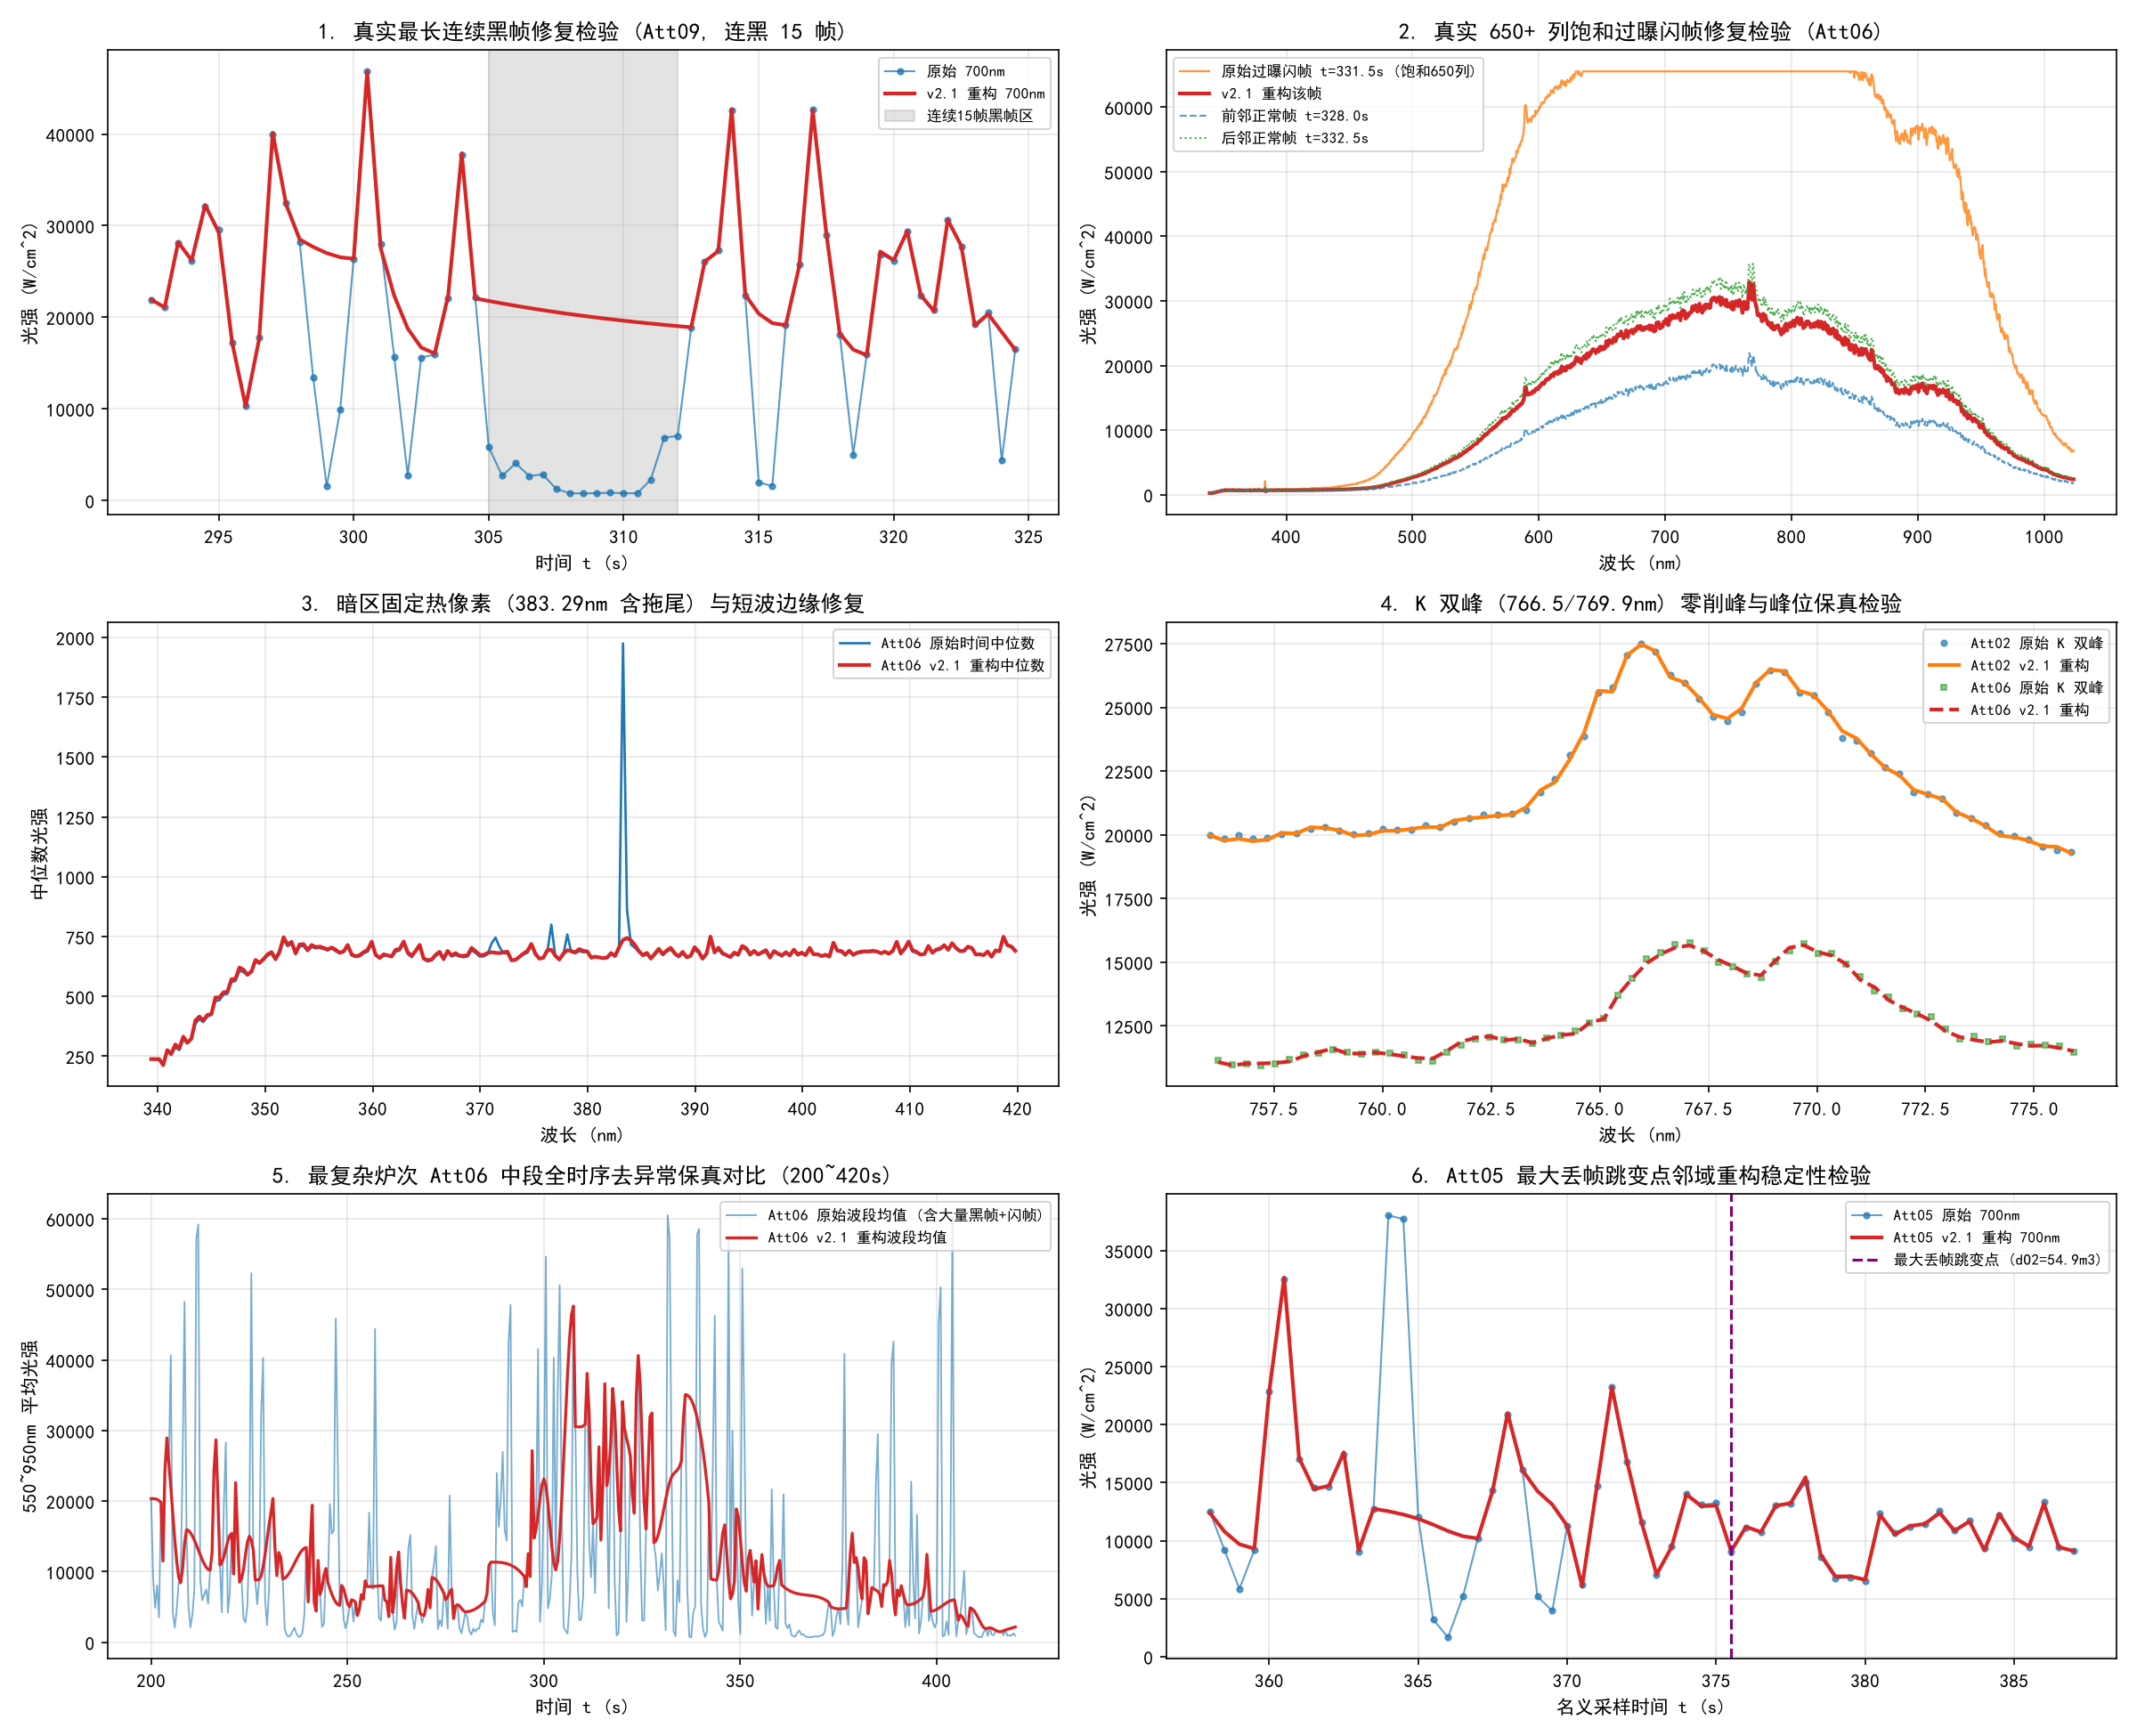 1. 真实最长连续黑帧修复检验 (Att09, 连黑 15 帧)
原始 700nm
v2.1 重构 700nm
连续15帧黑帧区
光强 (W/cm^2)
40000
30000
20000
10000
0
295
300
305
310
315
320
325
时间 t (s)
2. 真实 650+ 列饱和过曝闪帧修复检验 (Att06)
原始过曝闪帧 t=331.5s (饱和650列)
v2.1 重构该帧
前邻正常帧 t=328.0s
后邻正常帧 t=332.5s
光强 (W/cm^2)
60000
50000
40000
30000
20000
10000
0
400
500
600
700
800
900
1000
波长 (nm)
3. 暗区固定热像素 (383.29nm 含拖尾) 与短波边缘修复
Att06 原始时间中位数
Att06 v2.1 重构中位数
中位数光强
2000
1750
1500
1250
1000
750
500
250
340
350
360
370
380
390
400
410
420
波长 (nm)
4. K 双峰 (766.5/769.9nm) 零削峰与峰位保真检验
Att02 原始 K 双峰
Att02 v2.1 重构
Att06 原始 K 双峰
Att06 v2.1 重构
光强 (W/cm^2)
27500
25000
22500
20000
17500
15000
12500
757.5
760.0
762.5
765.0
767.5
770.0
772.5
775.0
波长 (nm)
5. 最复杂炉次 Att06 中段全时序去异常保真对比 (200~420s)
Att06 原始波段均值 (含大量黑帧+闪帧)
Att06 v2.1 重构波段均值
550~950nm 平均光强
60000
50000
40000
30000
20000
10000
0
200
250
300
350
400
时间 t (s)
6. Att05 最大丢帧跳变点邻域重构稳定性检验
Att05 原始 700nm
Att05 v2.1 重构 700nm
最大丢帧跳变点 (dO2=54.9m3)
光强 (W/cm^2)
35000
30000
25000
20000
15000
10000
5000
0
360
365
370
375
380
385
名义采样时间 t (s)